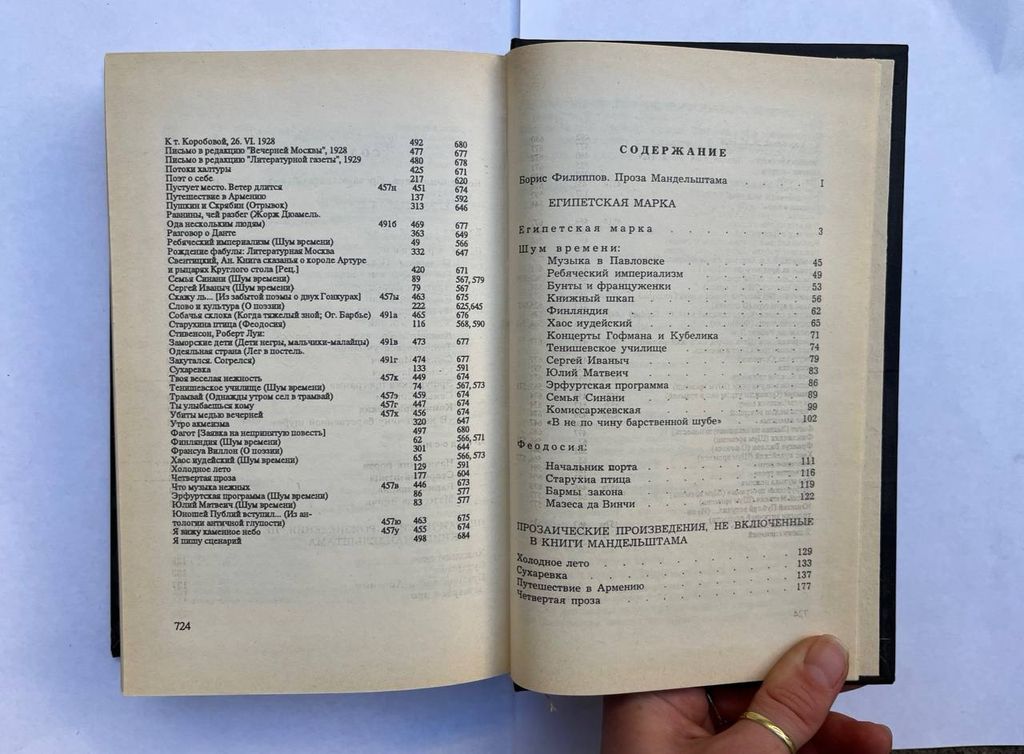 К т. Коробовой, 26. VI. 1928 492 680
Письмо в редакцию "Вечерней Москвы", 1928 477 677
Письмо в редакцию "Литературной газеты", 1929 480 678
Потоки халтуры 425 671
Поэт о себе 217 620
Пустует место. Ветер длится 457н 451 674
Путешествие в Армению 137 592
Пушкин и Скрябин (Отрывок) 313 646
Равнины, чей разбег (Жорж Дюамель.
Ода нескольким людям) 491б 469 677
Разговор о Данте 363 649
Ребяческий империализм (Шум времени) 49 566
Рождение фабулы: Литературная Москва 332 647
Свентицкий, Ан. Книга сказанья о короле Артуре
и рыцарях Круглого стола [Рец.] 420 671
Семья Синани (Шум времени) 89 567,579
Сергей Иваныч (Шум времени) 79 567
Скажу ль... [Из забытой поэмы о двух Гонкурах] 457ы 463 675
Слово и культура (О поэзии) 222 625,645
Собачья склока (Когда тяжелый зной; Ог. Барбье) 491а 465 676
Старухина птица (Феодосия) 116 568,590
Стивенсон, Роберт Луи:
Заморские дети (Дети негры, мальчики-малайцы) 491в 473 677
Одеяльная страна (Лег в постель.
Закутался. Согрелся) 491г 474 677
Сухаревка 133 591
Твоя веселая нежность 457к 449 674
Тенишевское училище (Шум времени) 74 567,573
Трамвай (Однажды утром сел в трамвай) 457э 459 674
Ты улыбаешься кому 457г 447 674
Убиты медью вечерней 457х 456 674
Утро акмеизма 320 647
Фагот [Заявка на непринятую повесть] 497 680
Финляндия (Шум времени) 62 566,571
Франсуа Виллон (О поэзии) 301 644
Хаос иудейский (Шум времени) 65 566,573
Холодное лето 129 591
Четвертая проза 177 604
Что музыка нежных 457в 446 673
Эрфуртская программа (Шум времени) 86 577
Юлий Матвеич (Шум времени) 83 577
Юношей Публий вступил... (Из ан-
тологии античной глупости) 457ю 463 675
Я вижу каменное небо 457у 455 674
Я пишу сценарий 498 684
724
СОДЕРЖАНИЕ
Борис Филиппов. Проза Мандельштама . . . . . I
ЕГИПЕТСКАЯ МАРКА
Египетская марка . . . . . . . . 3
Шум времени:
Музыка в Павловске . . . . . . . 45
Ребяческий империализм . . . . . . 49
Бунты и француженки . . . . . . 53
Книжный шкап . . . . . . . . 56
Финляндия . . . . . . . . . 62
Хаос иудейский . . . . . . . . 65
Концерты Гофмана и Кубелика . . . . . 71
Тенишевское училище . . . . . . 74
Сергей Иваныч . . . . . . . . 79
Юлий Матвеич . . . . . . . . 83
Эрфуртская программа . . . . . . 86
Семья Синани . . . . . . . . 89
Комиссаржевская . . . . . . . 99
«В не по чину барственной шубе» . . . . 102
Феодосия:
Начальник порта . . . . . . . 111
Старухиа птица . . . . . . . 116
Бармы закона . . . . . . . . 119
Мазеса да Винчи . . . . . . . 122
ПРОЗАИЧЕСКИЕ ПРОИЗВЕДЕНИЯ, НЕ ВКЛЮЧЕННЫЕ
В КНИГИ МАНДЕЛЬШТАМА
Холодное лето . . . . . . . . 129
Сухаревка . . . . . . . . . 133
Путешествие в Армению . . . . . . 137
Четвертая проза . . . . . . . . 177